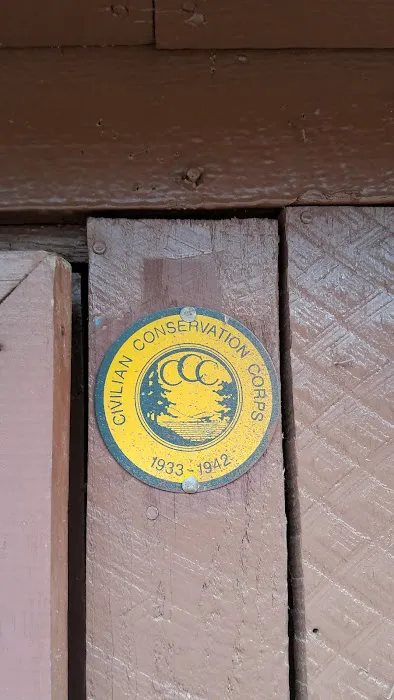 CIVILIAN CONSERVATION CORPS
CCC
1933-1942